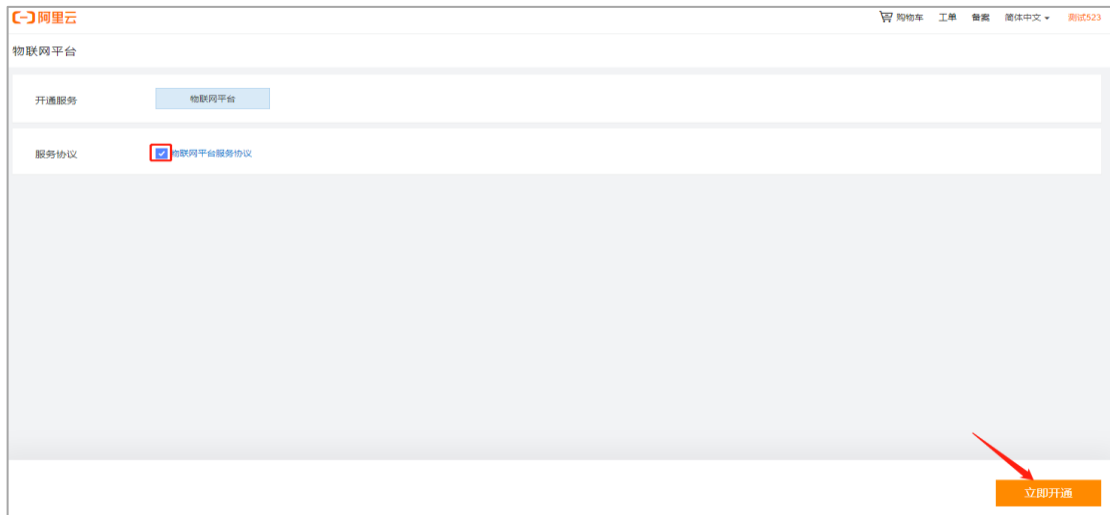 阿里云 购物车 工单 备案 简体中文 测试523
物联网平台
开通服务 物联网平台
服务协议 物联网平台服务协议
立即开通